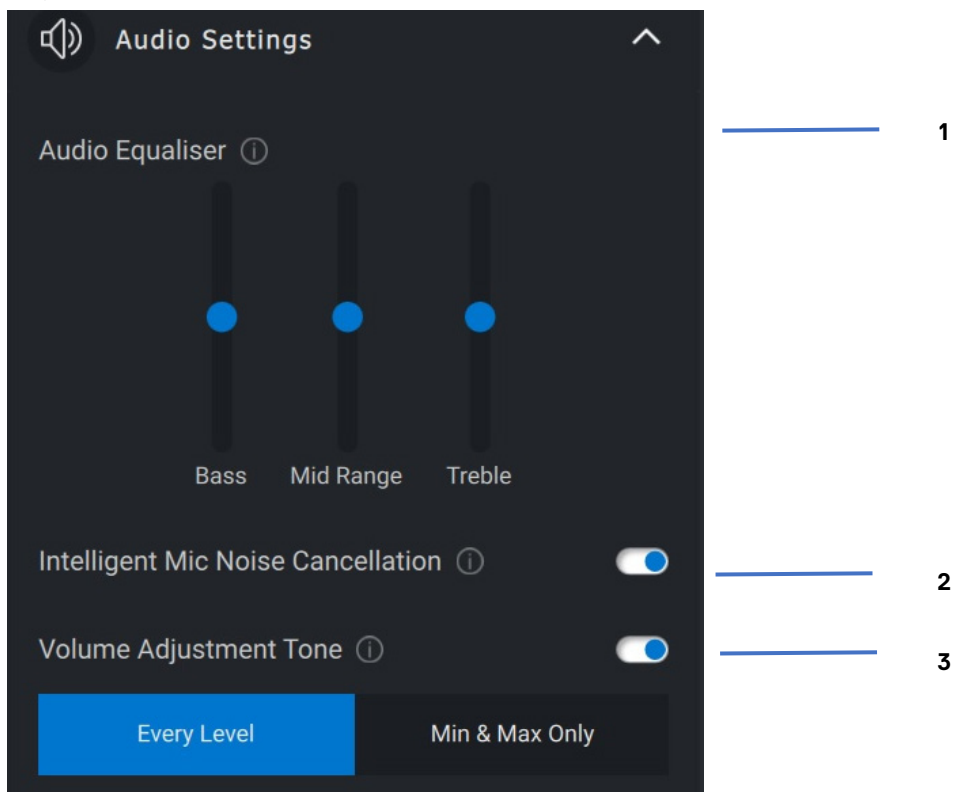 Audio Settings
1
Audio Equaliser
Bass Mid Range Treble
Intelligent Mic Noise Cancellation
2
Volume Adjustment Tone
3
Every Level Min & Max Only